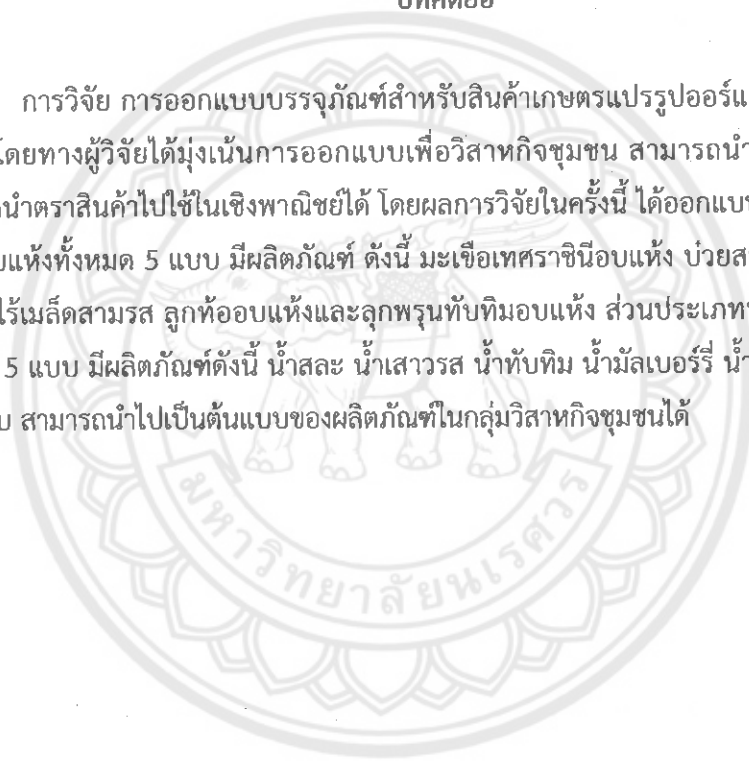 บทคัดย่อ
การวิจัย การออกแบบบรรจุภัณฑ์สำหรับสินค้าเกษตรแปรรูปออร์แ
โดยทางผู้วิจัยได้มุ่งเน้นการออกแบบเพื่อวิสาหกิจชุมชน สามารถนำ
นำตราสินค้าไปใช้ในเชิงพาณิชย์ได้ โดยผลการวิจัยในครั้งนี้ ได้ออกแบบ
บแห้งทั้งหมด 5 แบบ มีผลิตภัณฑ์ ดังนี้ มะเขือเทศราชินีอบแห้ง บ๋วยส
ไร้เมล็ดสามรส ลูกท้ออบแห้งและลุกพรุนทับทิมอบแห้ง ส่วนประเภท
5 แบบ มีผลิตภัณฑ์ดังนี้ น้ำสละ น้ำเสาวรส น้ำทับทิม น้ำมัลเบอร์รี่ น้ำ
บ สามารถนำไปเป็นต้นแบบของผลิตภัณฑ์ในกลุ่มวิสาหกิจชุมชนได้
มหาวิทยาลัยนเรศวร